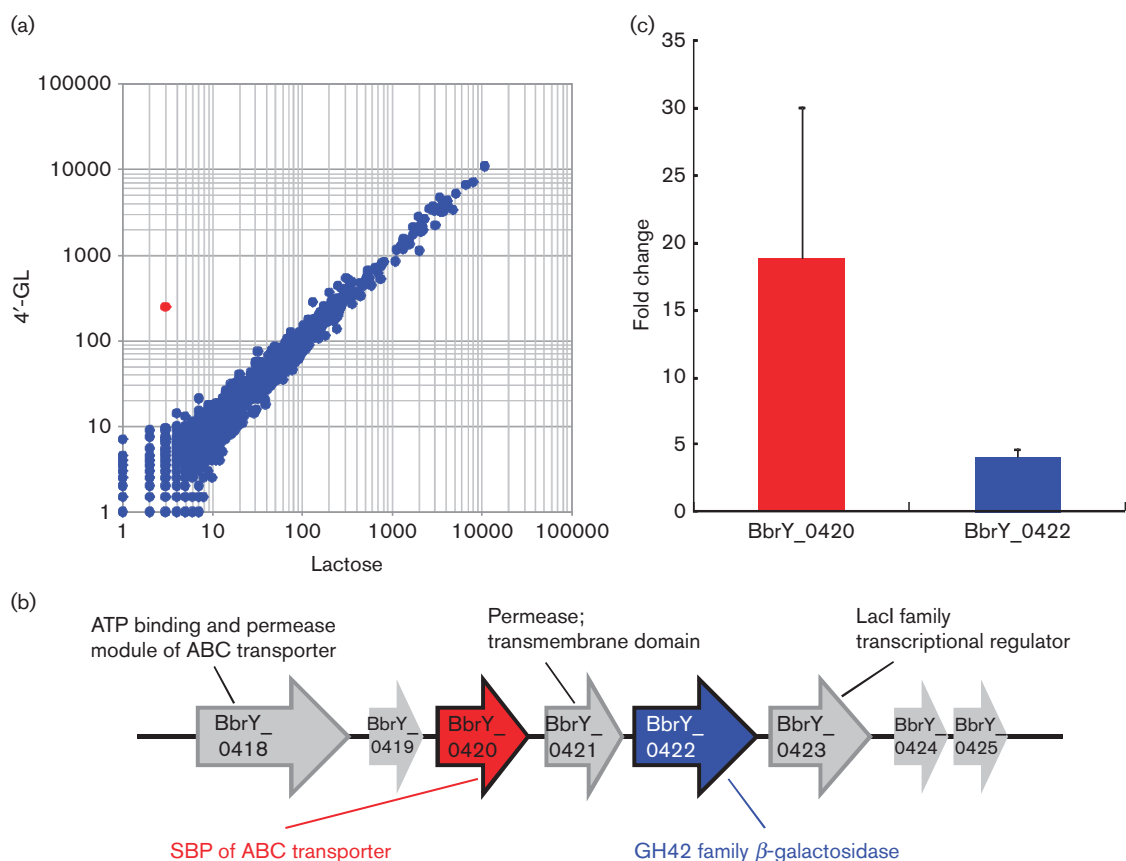 (a)
100000
10000
1000
100
10
1
1
10
100
1000
10000
100000
4′-GL
Lactose
(c)
35
30
25
20
15
10
5
0
Fold change
BbrY_0420
BbrY_0422
(b)
ATP binding and permease
module of ABC transporter
Permease;
transmembrane domain
LacI family
transcriptional regulator
BbrY_
0418
BbrY_
0419
BbrY_
0420
BbrY_
0421
BbrY_
0422
BbrY_
0423
BbrY_
0424
BbrY_
0425
SBP of ABC transporter
GH42 family β-galactosidase